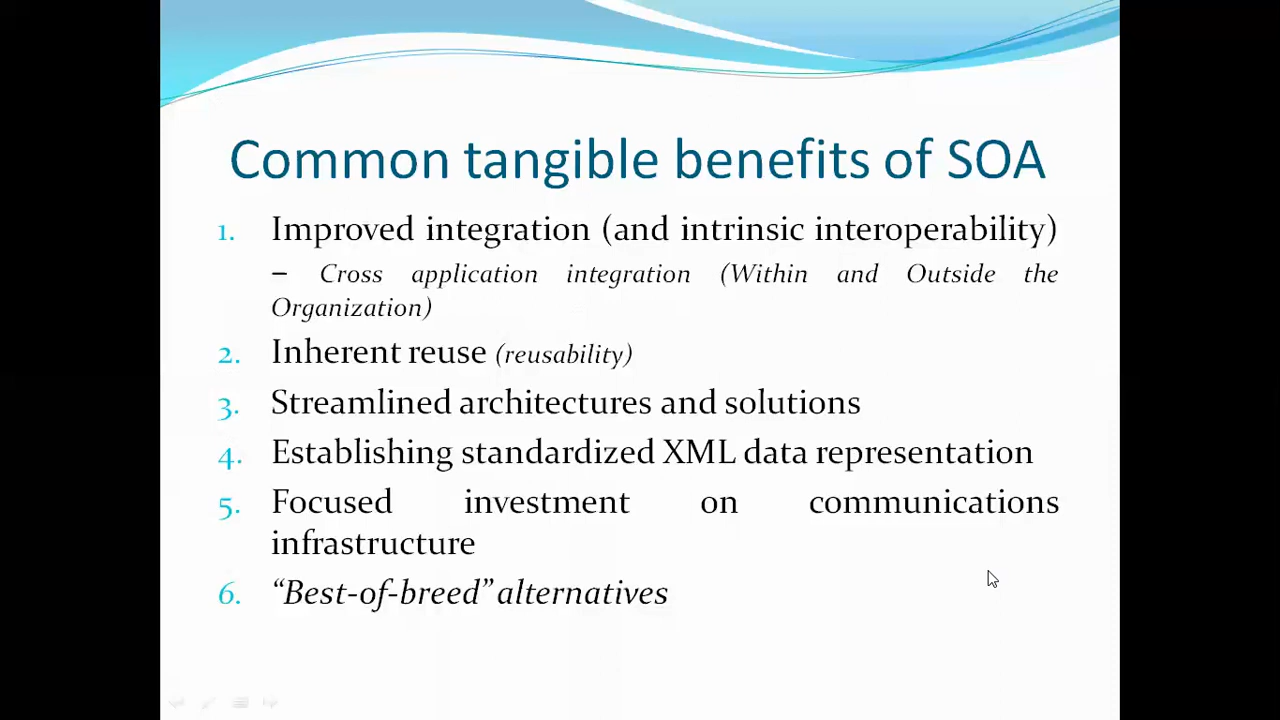 Common tangible benefits of SOA
1. Improved integration (and intrinsic interoperability)
– Cross application integration (Within and Outside the
Organization)
2. Inherent reuse (reusability)
3. Streamlined architectures and solutions
4. Establishing standardized XML data representation
5. Focused investment on communications
infrastructure
6. “Best-of-breed” alternatives